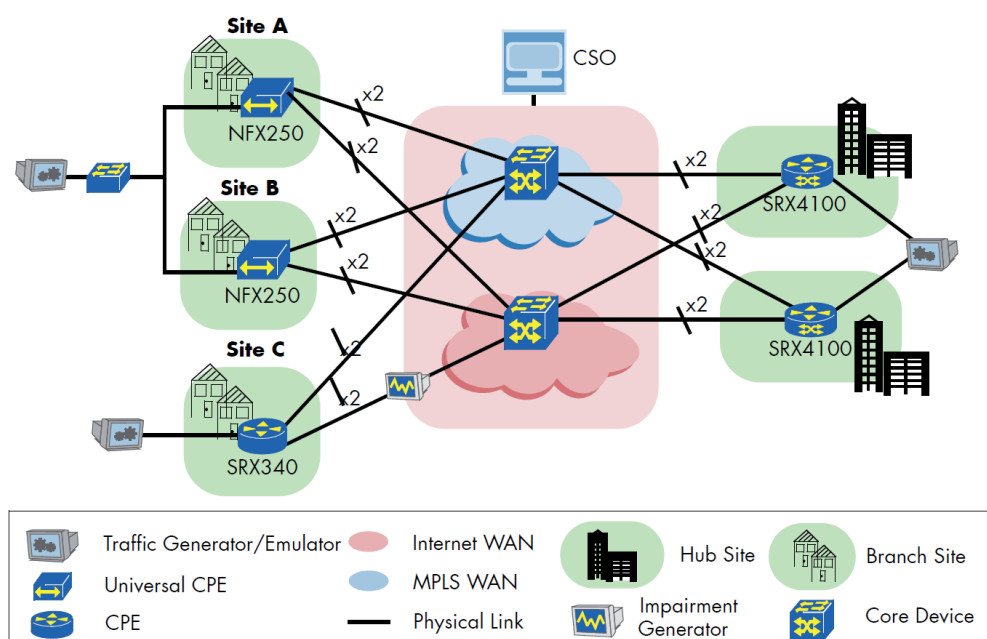 Site A
CSO
x2
NFX250
x2
x2
SRX4100
Site B
x2
x2
x2
NFX250
x2
x2
SRX4100
Site C
x2
x2
SRX340
Traffic Generator/Emulator
Internet WAN
Hub Site
Branch Site
Universal CPE
MPLS WAN
CPE
Physical Link
Impairment
Generator
Core Device